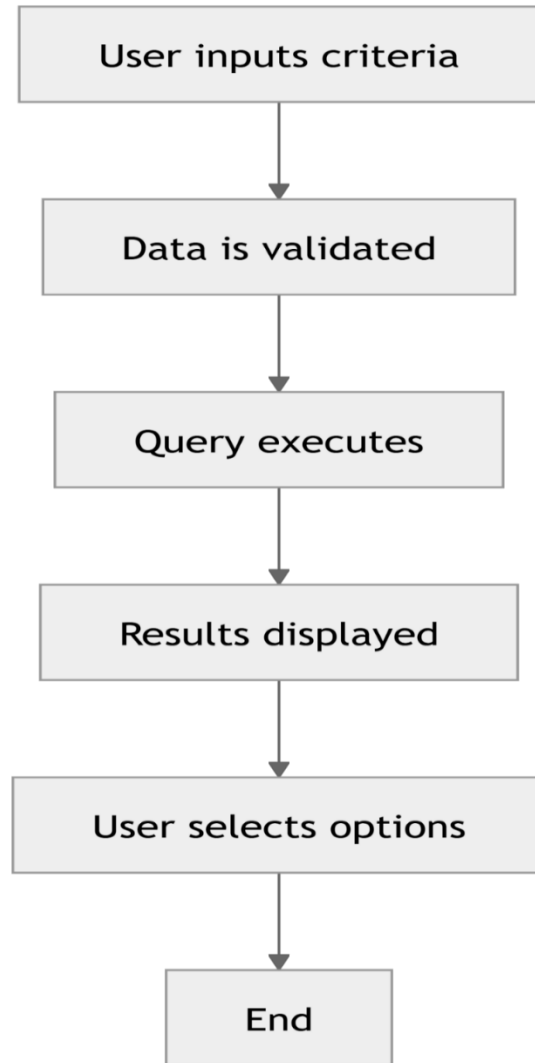 User inputs criteria
Data is validated
Query executes
Results displayed
User selects options
End